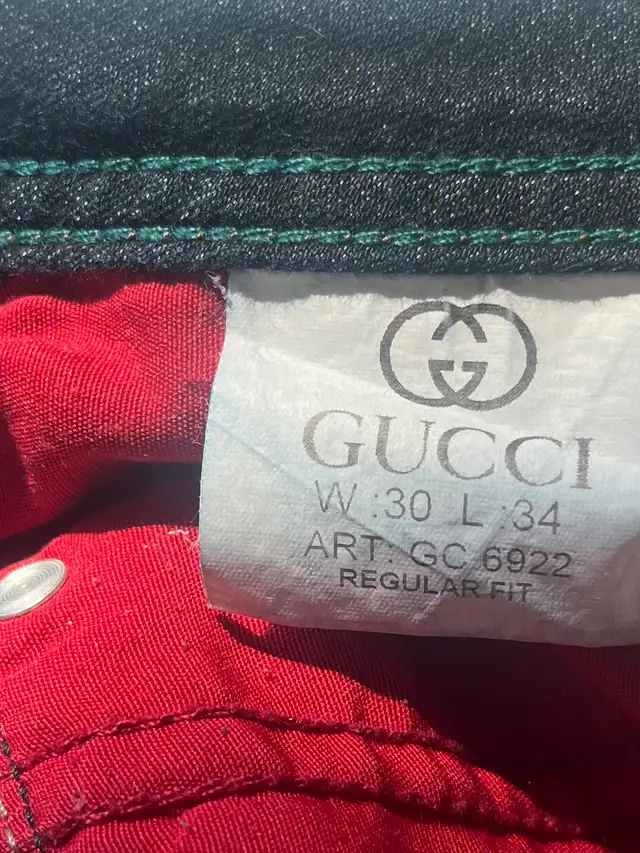 GUCCI
W :30 L :34
ART: GC 6922
REGULAR FIT